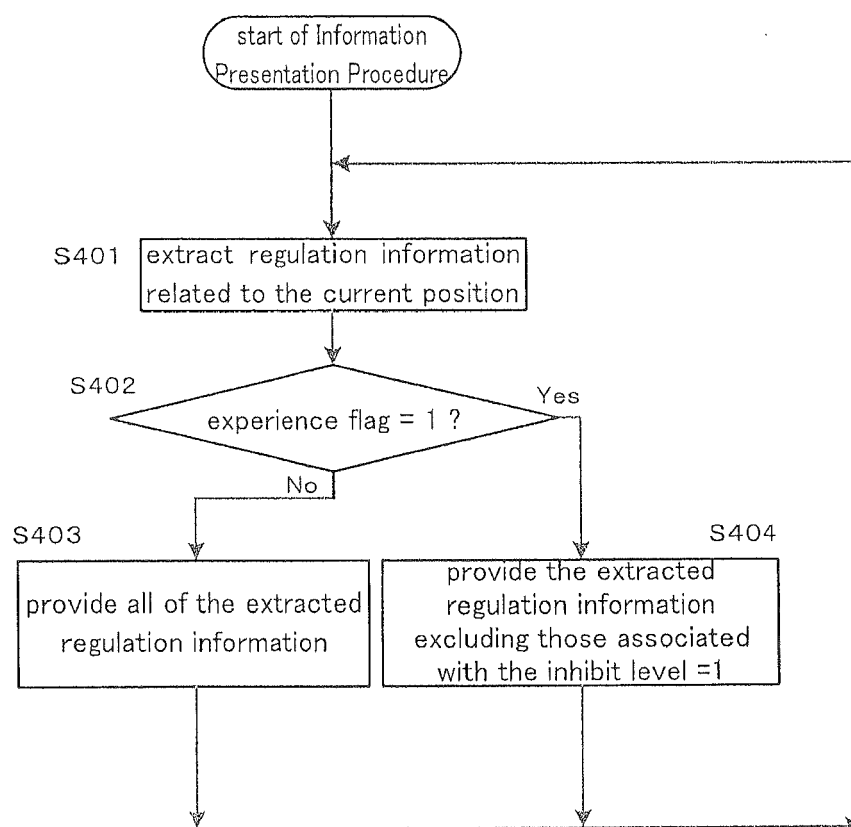 start of Information
Presentation Procedure
S401
extract regulation information
related to the current position
S402
experience flag = 1 ?
Yes
No
S403
provide all of the extracted
regulation information
S404
provide the extracted
regulation information
excluding those associated
with the inhibit level =1